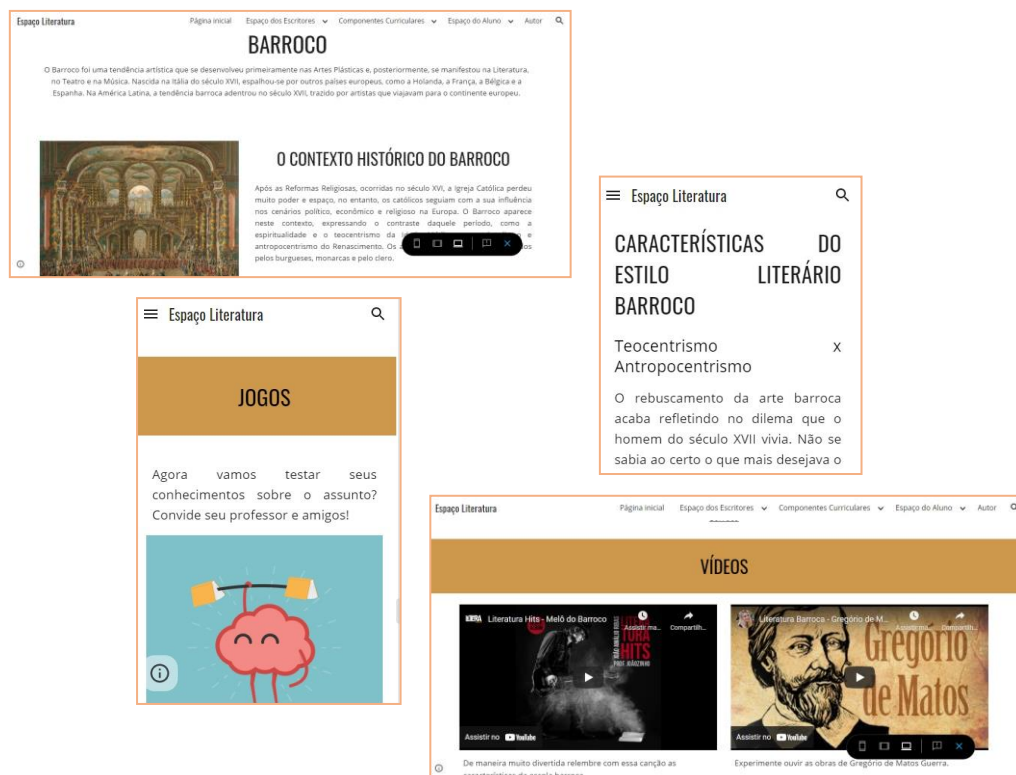 Espaço Literatura
Página inicial Espaço dos Escritores Componentes Curriculares Espaço do Aluno Autor
BARROCO
O Barroco foi uma tendência artística que se desenvolveu primeiramente nas Artes Plásticas e, posteriormente, se manifestou na Literatura,
no Teatro e na Música. Nascida na Itália do século XVII, espalhou-se por outros países europeus, como a Holanda, a França, a Bélgica e a
Espanha. Na América Latina, a tendência barroca adentrou no século XVII, trazido por artistas que viajavam para o continente europeu.
O CONTEXTO HISTÓRICO DO BARROCO
Após as Reformas Religiosas, ocorridas no século XVI, a Igreja Católica perdeu
muito poder e espaço, no entanto, os católicos seguiam com a sua influência
nos cenários político, econômico e religioso na Europa. O Barroco aparece
neste contexto, expressando o contraste daquele período, como a
espiritualidade e o teocentrismo da e
antropocentrismo do Renascimento. Os
pelos burgueses, monarcas e pelo clero.
Espaço Literatura
CARACTERÍSTICAS DO
ESTILO LITERÁRIO
BARROCO
Teocentrismo x
Antropocentrismo
O rebuscamento da arte barroca
acaba refletindo no dilema que o
homem do século XVII vivia. Não se
sabia ao certo o que mais desejava o
Espaço Literatura
JOGOS
Agora vamos testar seus
conhecimentos sobre o assunto?
Convide seu professor e amigos!
Espaço Literatura
Página inicial Espaço dos Escritores Componentes Curriculares Espaço do Aluno Autor
VÍDEOS
Literatura Hits - Melô do Barroco
Assistir ma... Compartilh...
HITS
Assistir no YouTube
Literatura Barroca - Gregório de M...
Assistir ma... Compartilh...
Gregório
de Matos
Assistir no YouTube
De maneira muito divertida relembre com essa canção as
características da escola barroca.
Experimente ouvir as obras de Gregório de Matos Guerra.